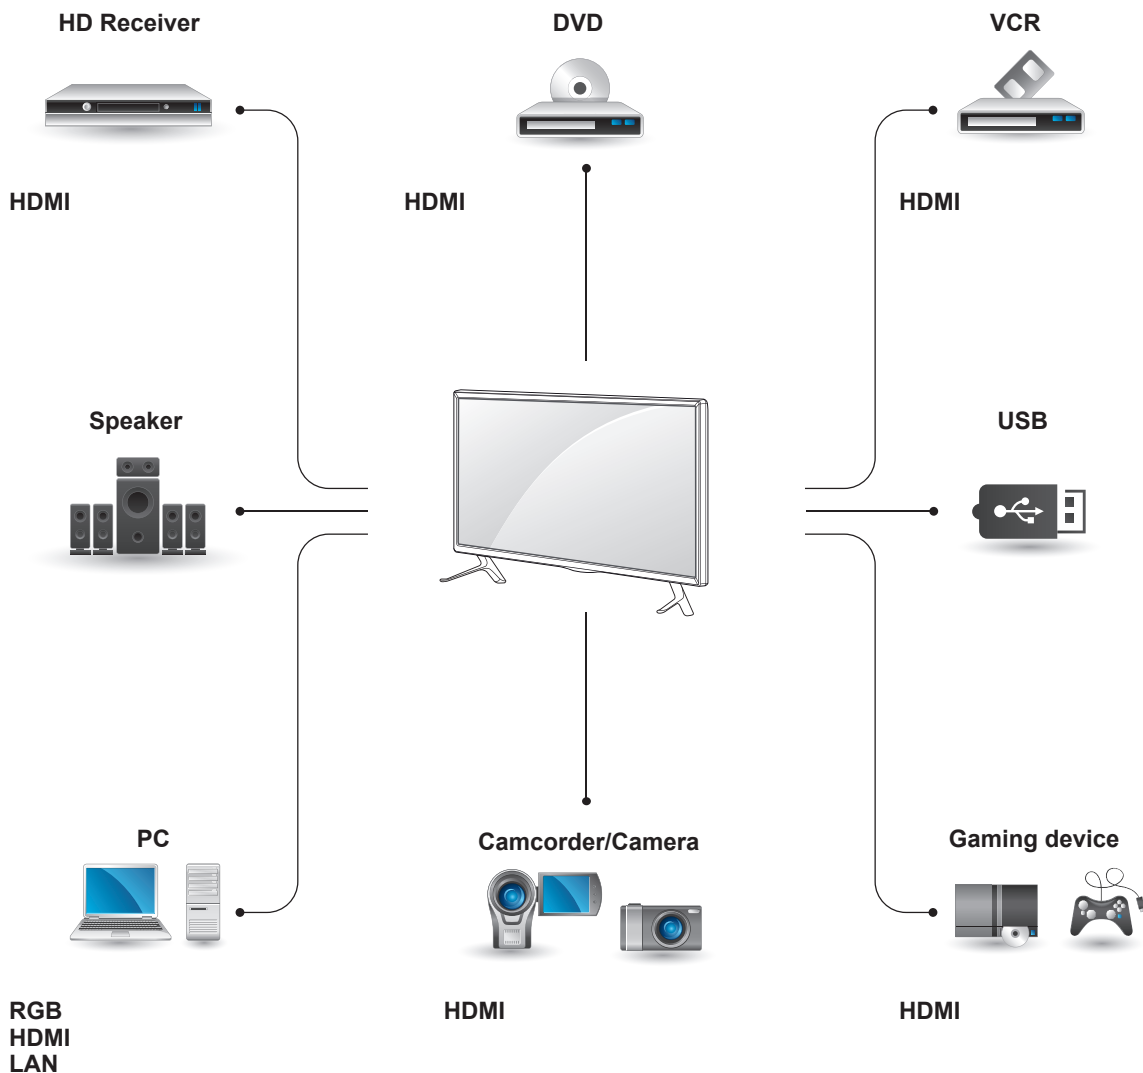 HD Receiver
DVD
VCR
HDMI
HDMI
HDMI
Speaker
USB
PC
Camcorder/Camera
Gaming device
RGB
HDMI
LAN
HDMI
HDMI